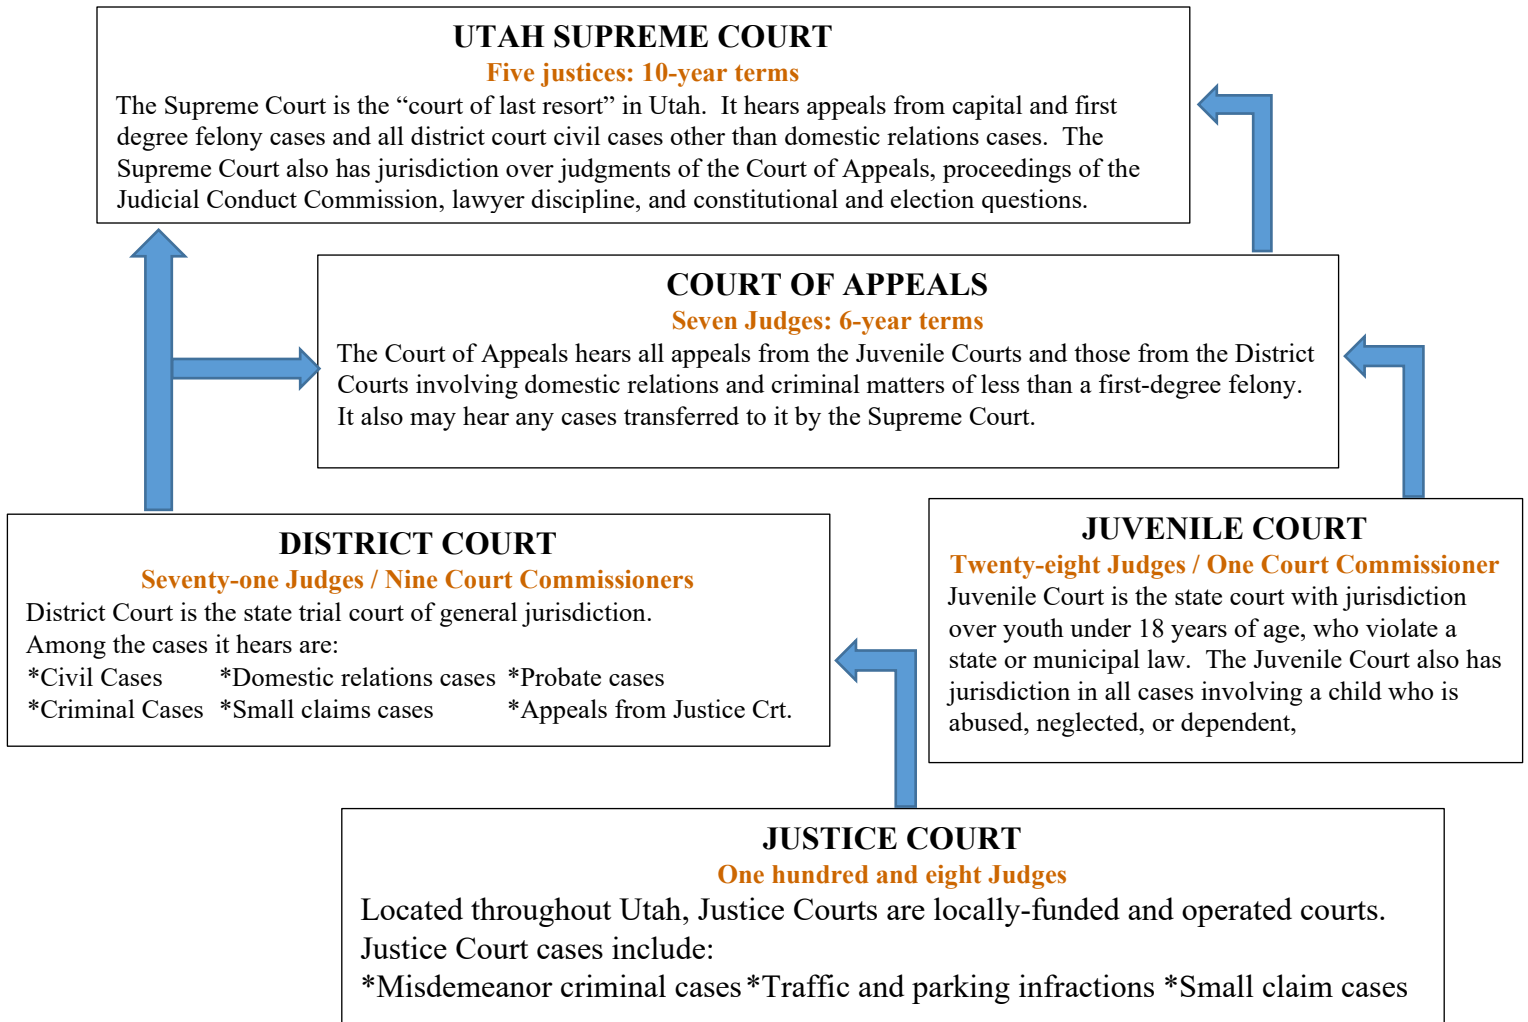 UTAH SUPREME COURT
Five justices: 10-year terms
The Supreme Court is the “court of last resort” in Utah.  It hears appeals from capital and first
degree felony cases and all district court civil cases other than domestic relations cases.  The
Supreme Court also has jurisdiction over judgments of the Court of Appeals, proceedings of the
Judicial Conduct Commission, lawyer discipline, and constitutional and election questions.
COURT OF APPEALS
Seven Judges: 6-year terms
The Court of Appeals hears all appeals from the Juvenile Courts and those from the District
Courts involving domestic relations and criminal matters of less than a first-degree felony.
It also may hear any cases transferred to it by the Supreme Court.
DISTRICT COURT
Seventy-one Judges / Nine Court Commissioners
District Court is the state trial court of general jurisdiction.
Among the cases it hears are:
*Civil Cases *Domestic relations cases *Probate cases
*Criminal Cases *Small claims cases *Appeals from Justice Crt.
JUVENILE COURT
Twenty-eight Judges / One Court Commissioner
Juvenile Court is the state court with jurisdiction
over youth under 18 years of age, who violate a
state or municipal law.  The Juvenile Court also has
jurisdiction in all cases involving a child who is
abused, neglected, or dependent,
JUSTICE COURT
One hundred and eight Judges
Located throughout Utah, Justice Courts are locally-funded and operated courts.
Justice Court cases include:
*Misdemeanor criminal cases *Traffic and parking infractions *Small claim cases